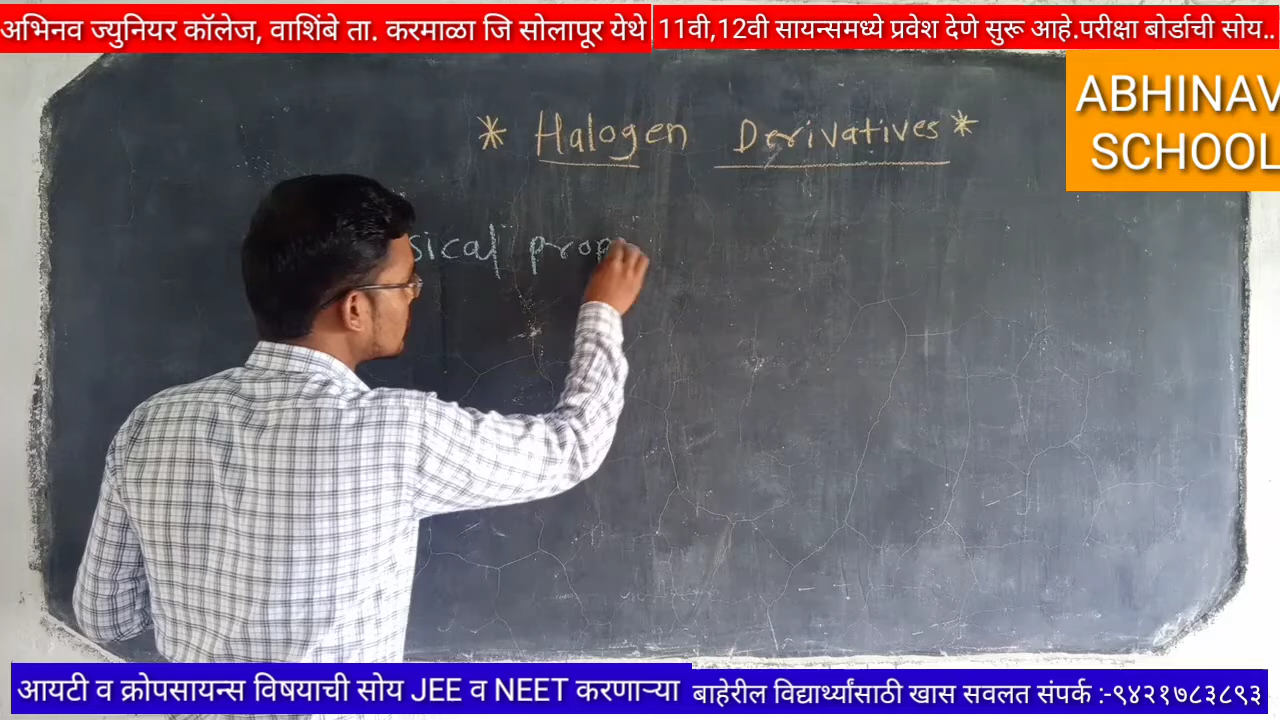 अभिनव ज्युनियर कॉलेज, वाशिंबे ता. करमाळा जि सोलापूर येथे 11वी,12वी सायन्समध्ये प्रवेश देणे सुरू आहे.परीक्षा बोर्डाची सोय..
ABHINAV
SCHOOL
* Halogen Derivatives *
sical prop
आयटी व क्रोपसायन्स विषयाची सोय JEE व NEET करणाऱ्या बाहेरील विद्यार्थ्यांसाठी खास सवलत संपर्क :-९४२१७८३८९३